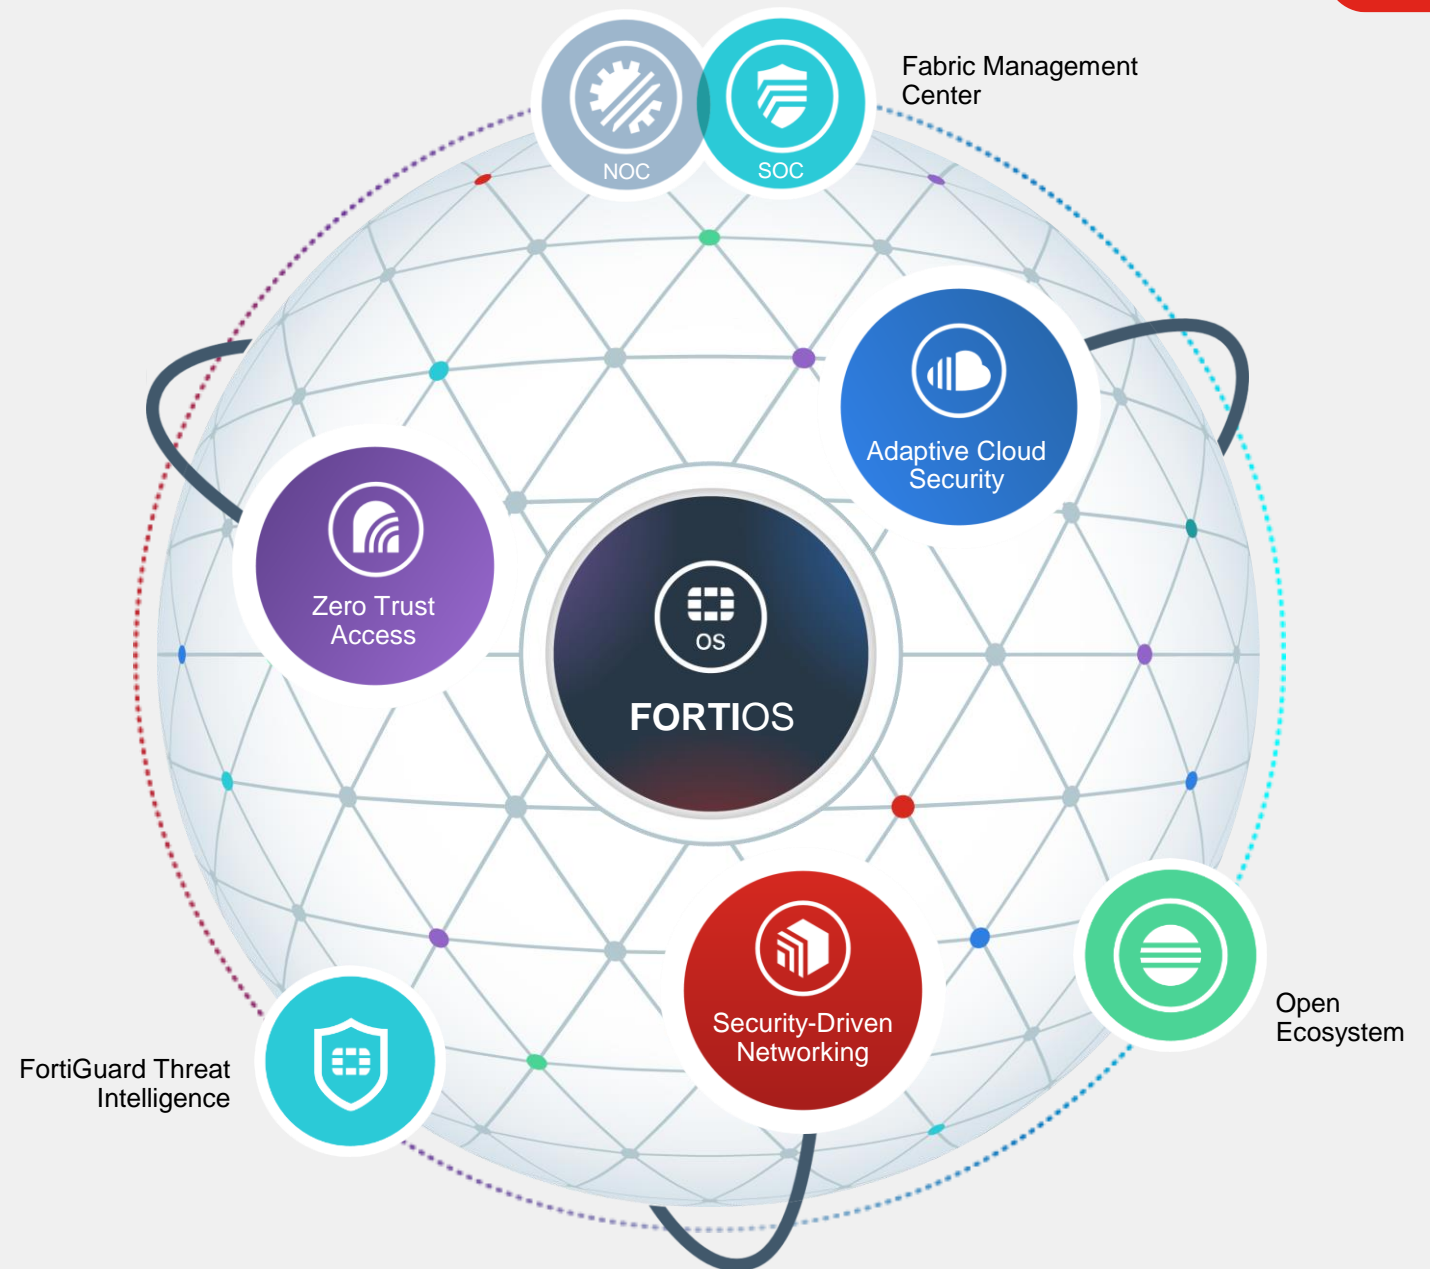 Fabric Management
Center
NOC
SOC
Adaptive Cloud
Security
Zero Trust
Access
OS
FORTIOS
Security-Driven
Networking
Open
Ecosystem
FortiGuard Threat
Intelligence